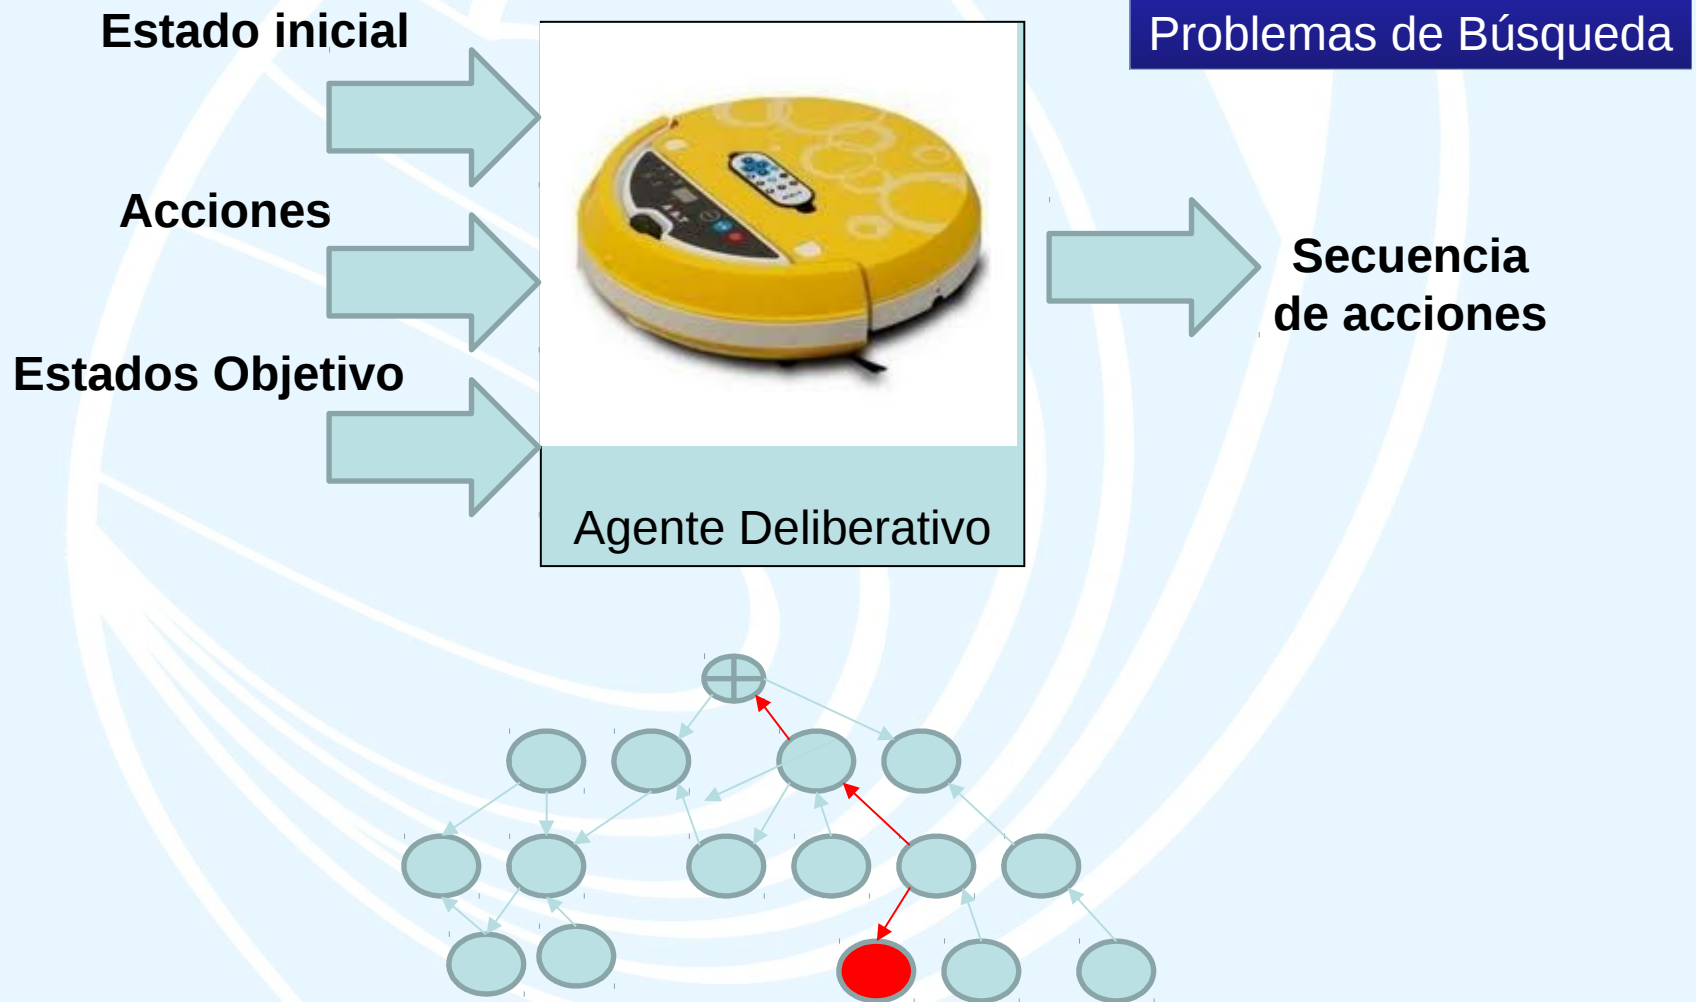 Estado inicial
Problemas de Búsqueda
Acciones
Secuencia
de acciones
Estados Objetivo
Agente Deliberativo